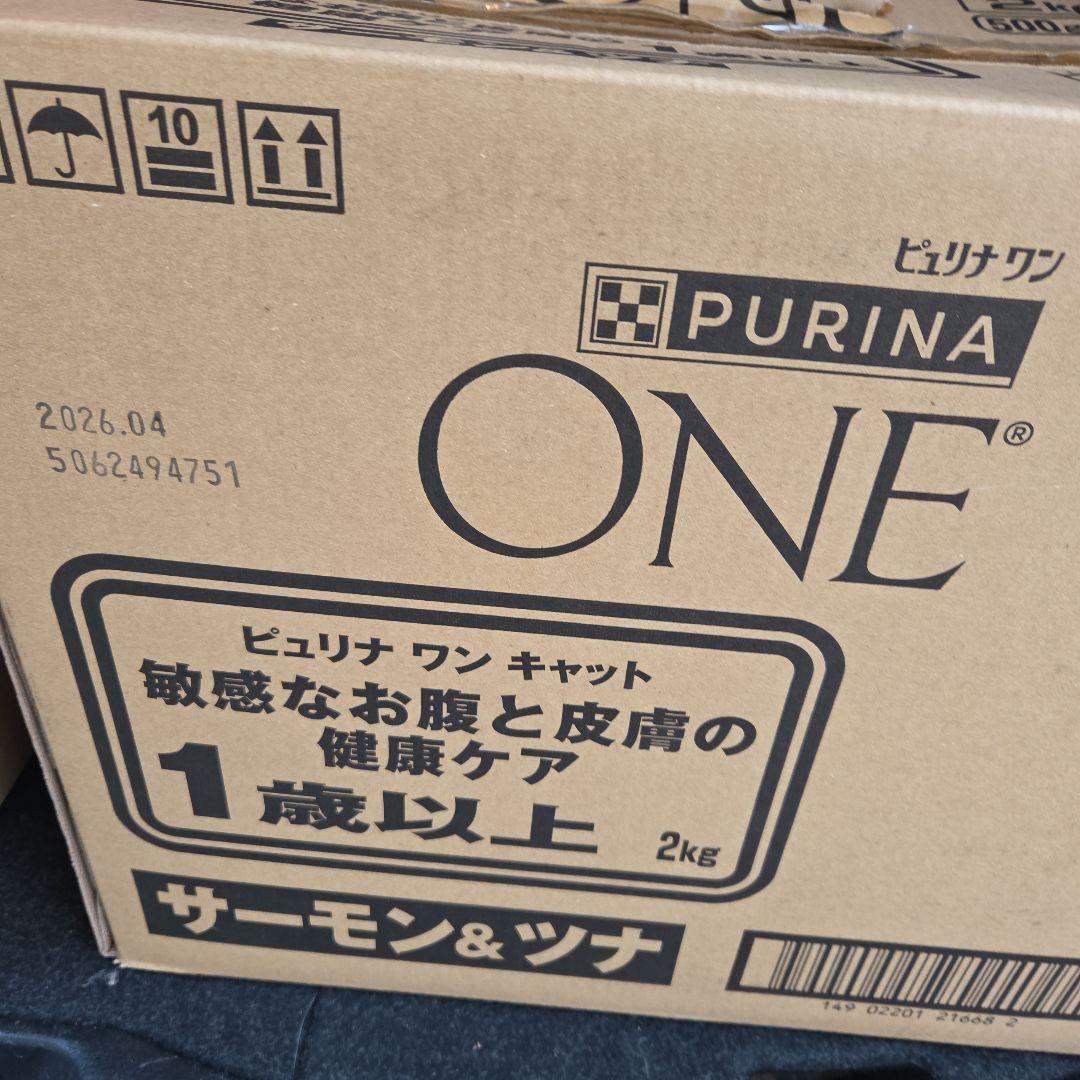 2kg
10
ピュリナ ワン
PURINA
ONE®
2026.04
5062494751
ピュリナ ワン キャット
敏感なお腹と皮膚の
健康ケア
1歳以上 2kg
サーモン&ツナ
149 02201 21668 2